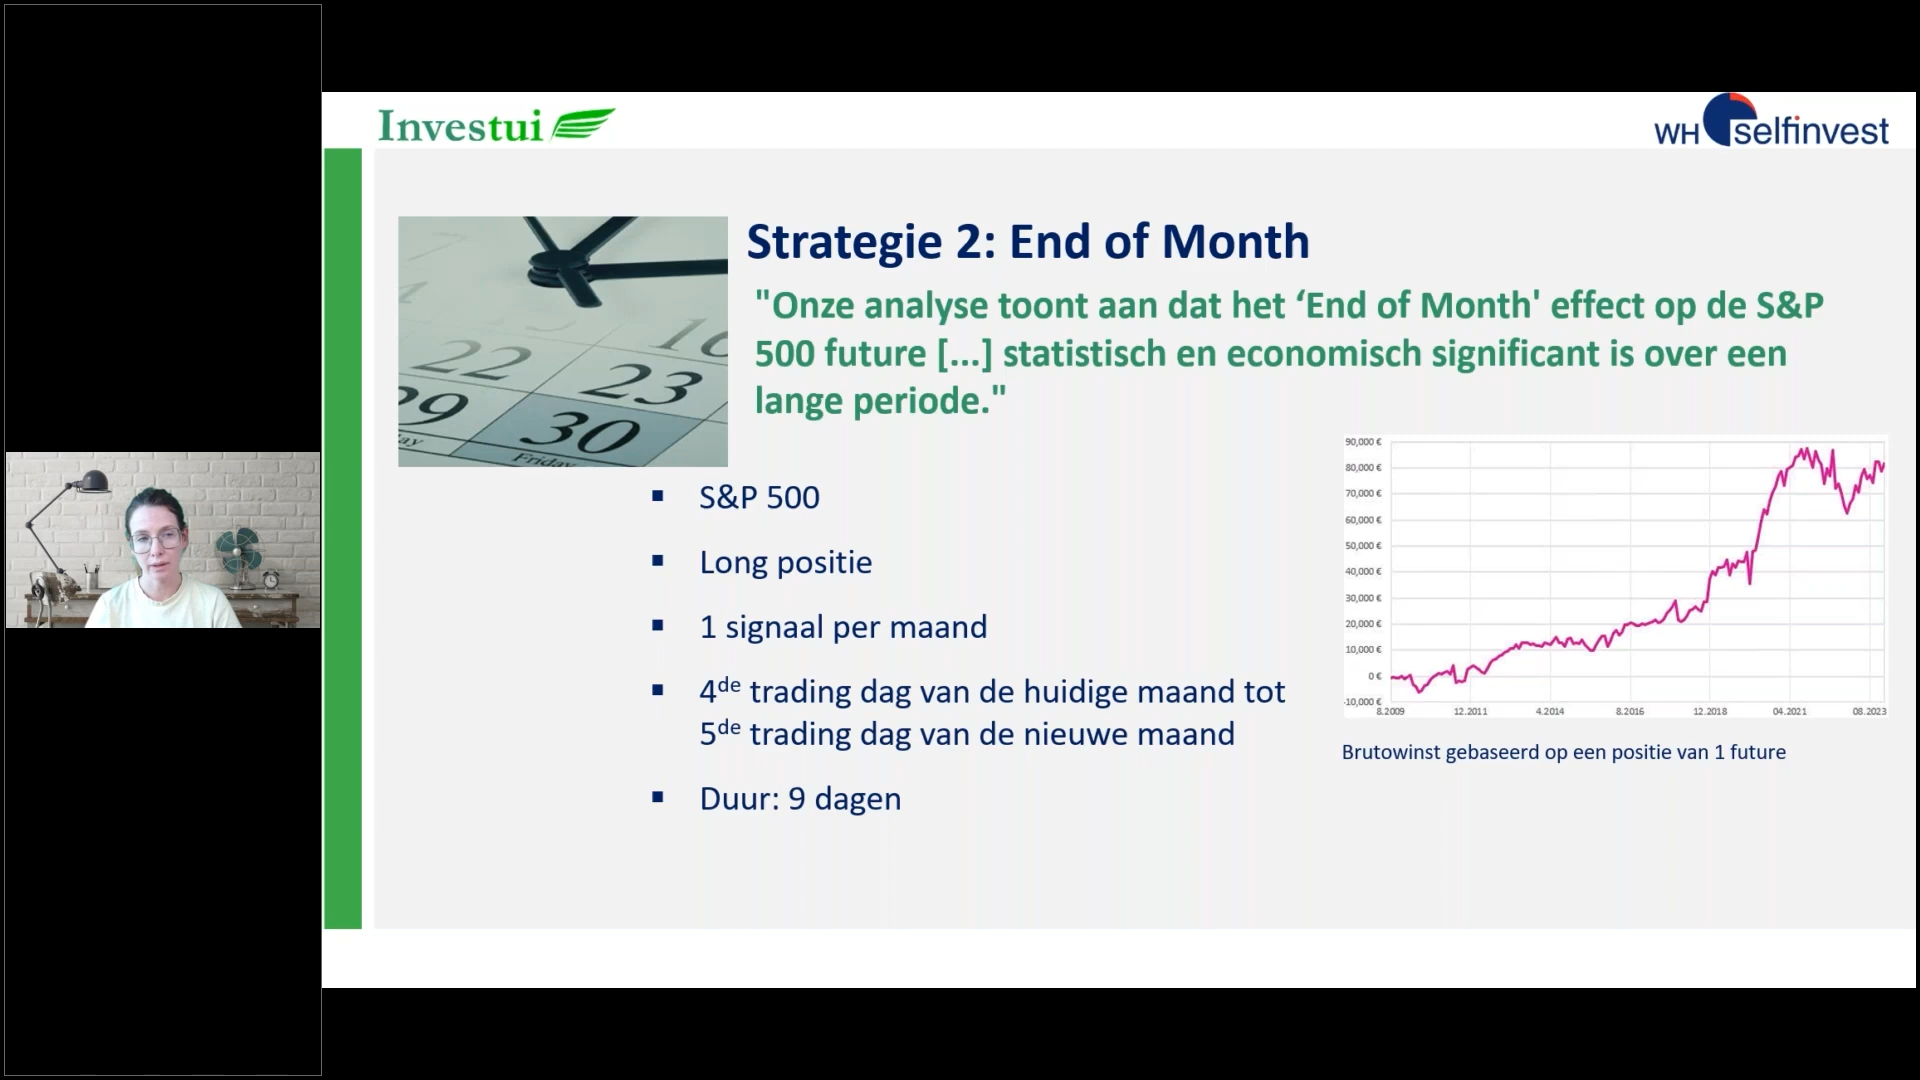 Investui
WH selfinvest
Strategie 2: End of Month
"Onze analyse toont aan dat het ‘End of Month' effect op de S&P
500 future [...] statistisch en economisch significant is over een
lange periode."
16
22
23
29
30
ay
Friday
▪ S&P 500
▪ Long positie
▪ 1 signaal per maand
▪ 4de trading dag van de huidige maand tot
5de trading dag van de nieuwe maand
▪ Duur: 9 dagen
90,000 €
80,000 €
70,000 €
60,000 €
50,000 €
40,000 €
30,000 €
20,000 €
10,000 €
0 €
-10,000 €
8.2009 12.2011 4.2014 8.2016 12.2018 04.2021 08.2023
Brutowinst gebaseerd op een positie van 1 future